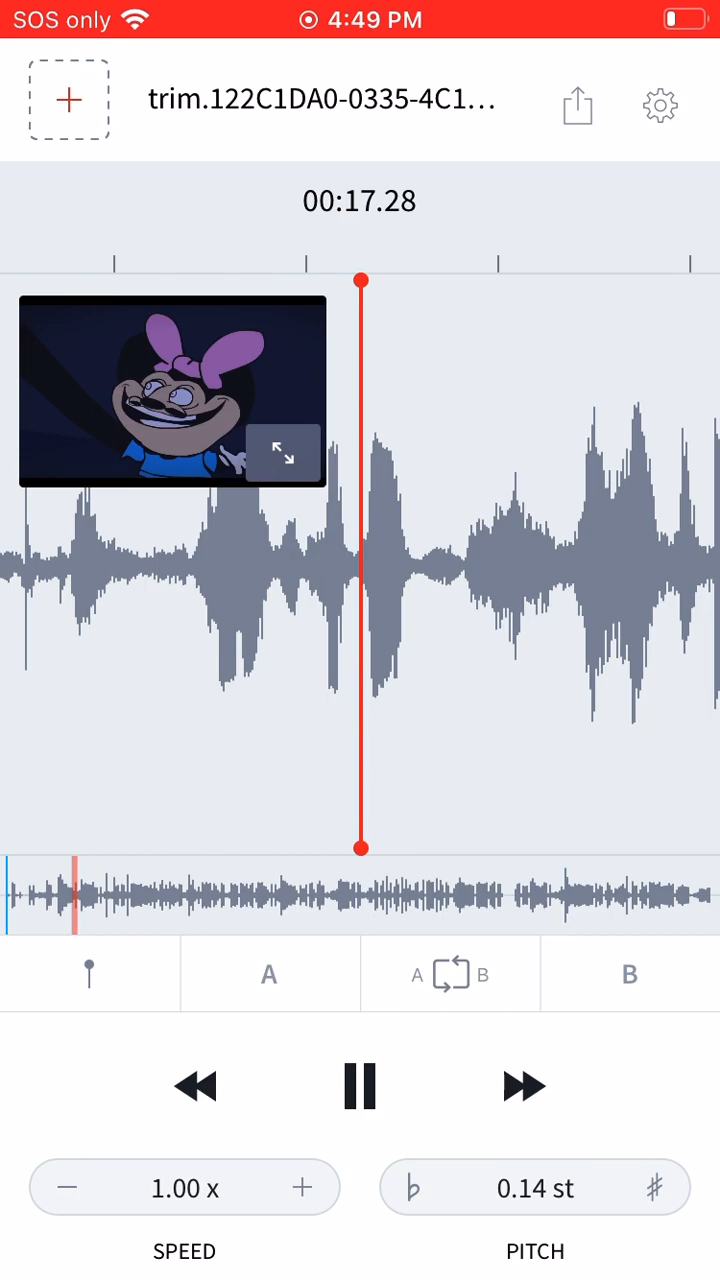 SOS only 4:49 PM
trim.122C1DA0-0335-4C1...
00:17.28
A A B B
1.00 x 0.14 st
SPEED PITCH